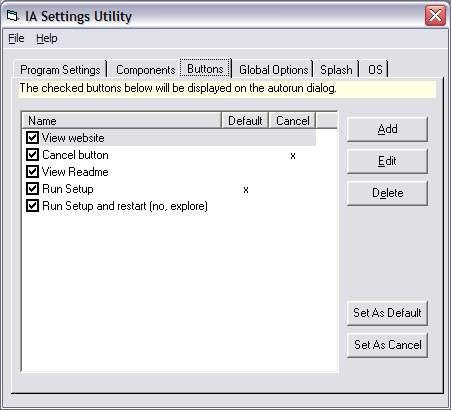 IA Settings Utility
File Help
Program Settings Components Buttons Global Options Splash OS
The checked buttons below will be displayed on the autorun dialog.
Name Default Cancel
View website
Cancel button x
View Readme
Run Setup x
Run Setup and restart (no, explore)
Add
Edit
Delete
Set As Default
Set As Cancel